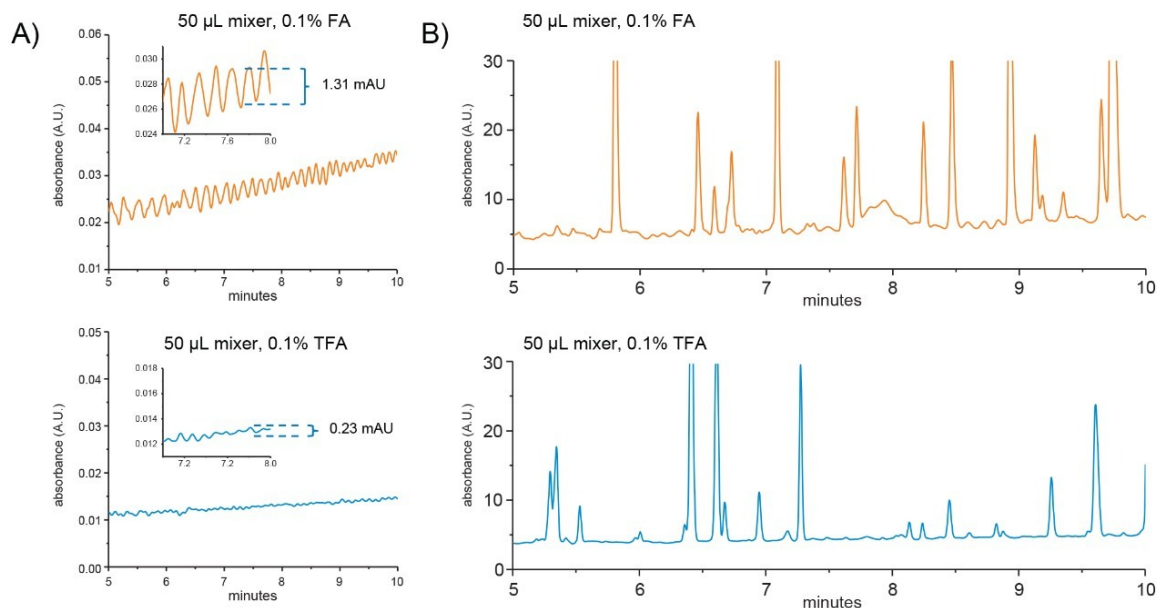 A)
50 µL mixer, 0.1% FA
absorbance (A.U.)
0.06
0.05
0.04
0.03
0.02
0.01
0.030
0.028
0.026
0.024
7.2 7.6 8.0
1.31 mAU
5 6 7 8 9 10
minutes
B)
50 µL mixer, 0.1% FA
absorbance (A.U.)
30
20
10
0
5 6 7 8 9 10
minutes
50 µL mixer, 0.1% TFA
absorbance (A.U.)
0.05
0.04
0.03
0.02
0.01
0.00
0.018
0.016
0.014
0.012
7.2 7.2 8.0
0.23 mAU
5 6 7 8 9 10
minutes
50 µL mixer, 0.1% TFA
absorbance (A.U.)
30
20
10
0
5 6 7 8 9 10
minutes